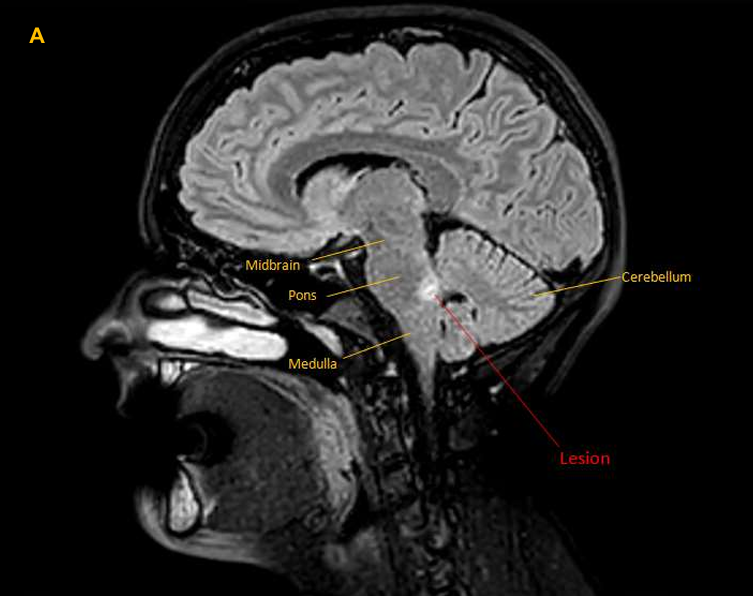 A
Midbrain
Cerebellum
Pons
Medulla
Lesion